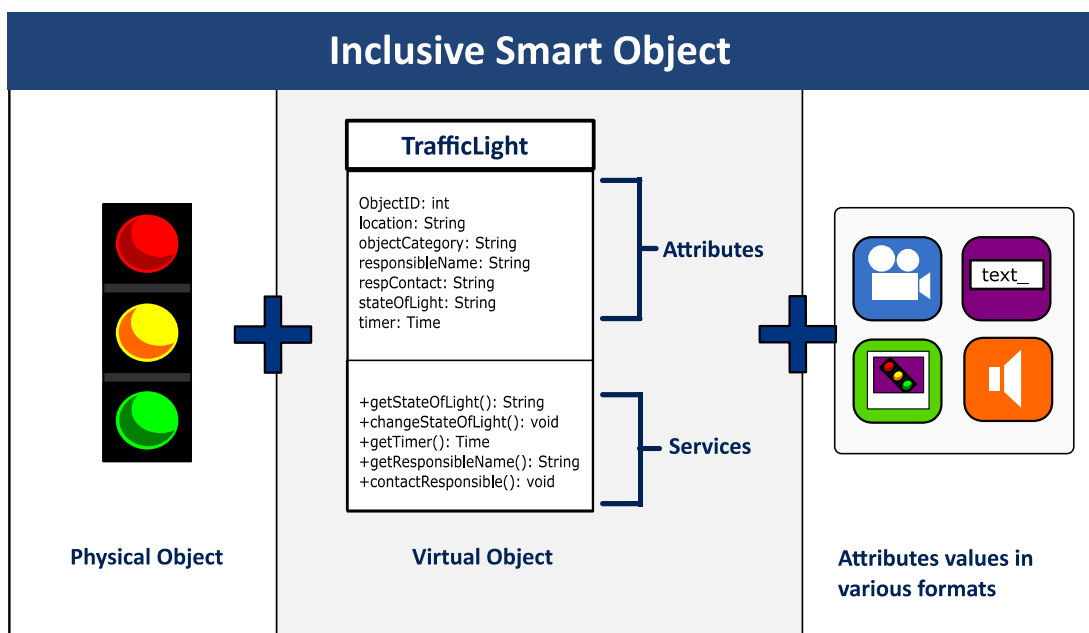 Inclusive Smart Object
TrafficLight
ObjectID: int
location: String
objectCategory: String
responsibleName: String
respContact: String
stateOfLight: String
timer: Time
Attributes
+getStateOfLight(): String
+changeStateOfLight(): void
+getTimer(): Time
+getResponsibleName(): String
+contactResponsible(): void
Services
text_
Physical Object
Virtual Object
Attributes values in
various formats